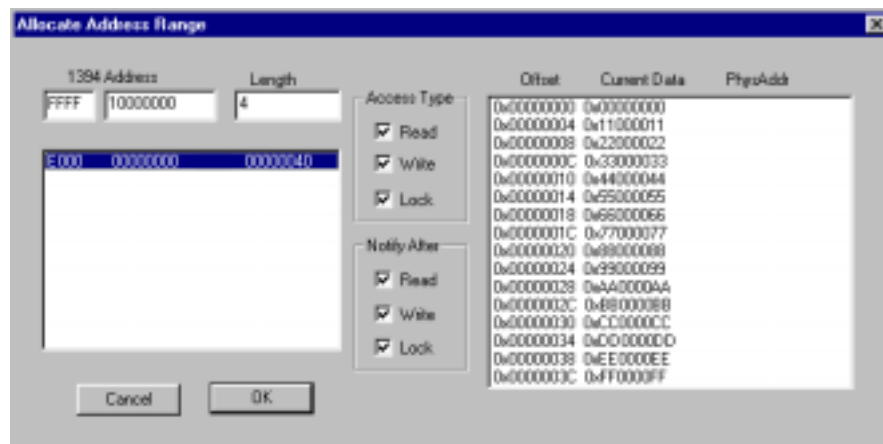 Allocate Address Range
1394 Address Length
FFFF 10000000 4
E000 00000000 00000040
Access Type
Read
Write
Lock
Notify After
Read
Write
Lock
Cancel OK
Offset Current Data PhysAddr
0x00000000 0x00000000
0x00000004 0x11000011
0x00000008 0x22000022
0x0000000C 0x33000033
0x00000010 0x44000044
0x00000014 0x55000055
0x00000018 0x66000066
0x0000001C 0x77000077
0x00000020 0x88000088
0x00000024 0x99000099
0x00000028 0xAA0000AA
0x0000002C 0xBB0000BB
0x00000030 0xCC0000CC
0x00000034 0xDD0000DD
0x00000038 0xEE0000EE
0x0000003C 0xFF0000FF